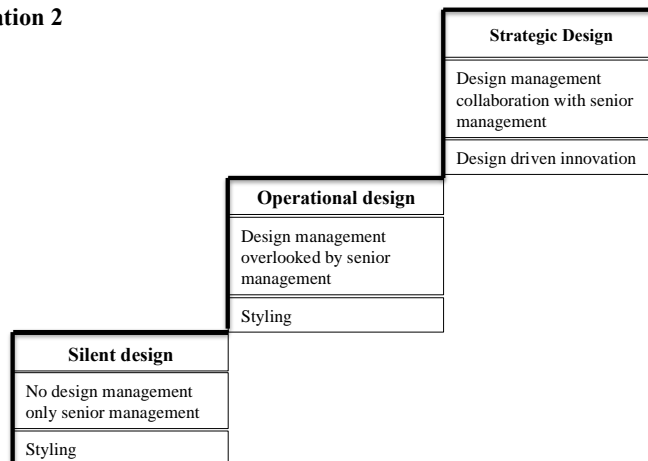 ation 2
Strategic Design
Design management
collaboration with senior
management
Design driven innovation
Operational design
Design management
overlooked by senior
management
Styling
Silent design
No design management
only senior management
Styling